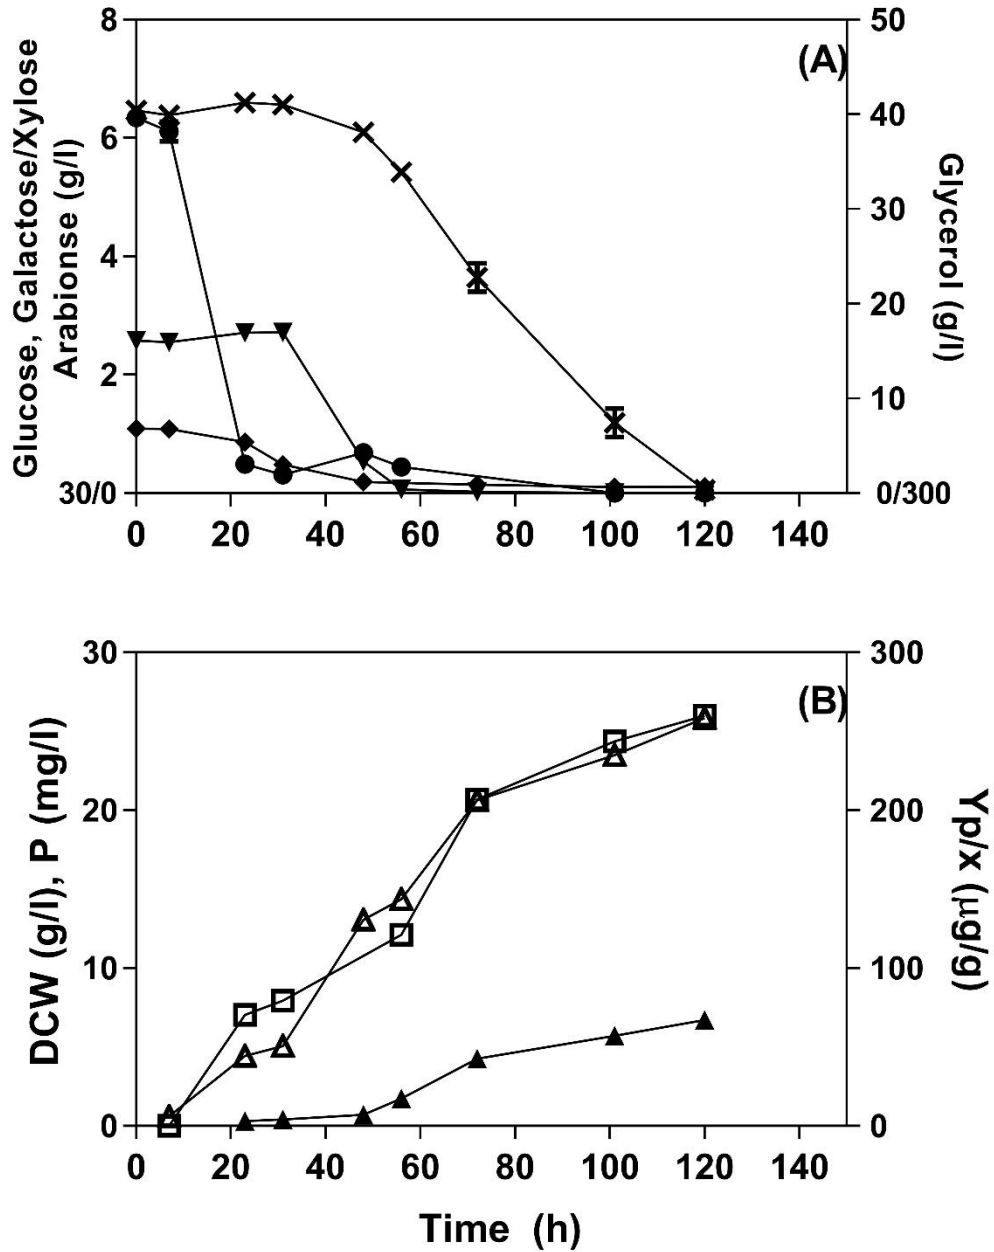 8
6
4
2
30/0
Glucose, Galactose/Xylose
Arabionse (g/l)
(A)
50
40
30
20
10
0/300
Glycerol (g/l)
0 20 40 60 80 100 120 140
30
20
10
0
DCW (g/l), P (mg/l)
(B)
300
200
100
0
Yp/x (μg/g)
0 20 40 60 80 100 120 140
Time (h)